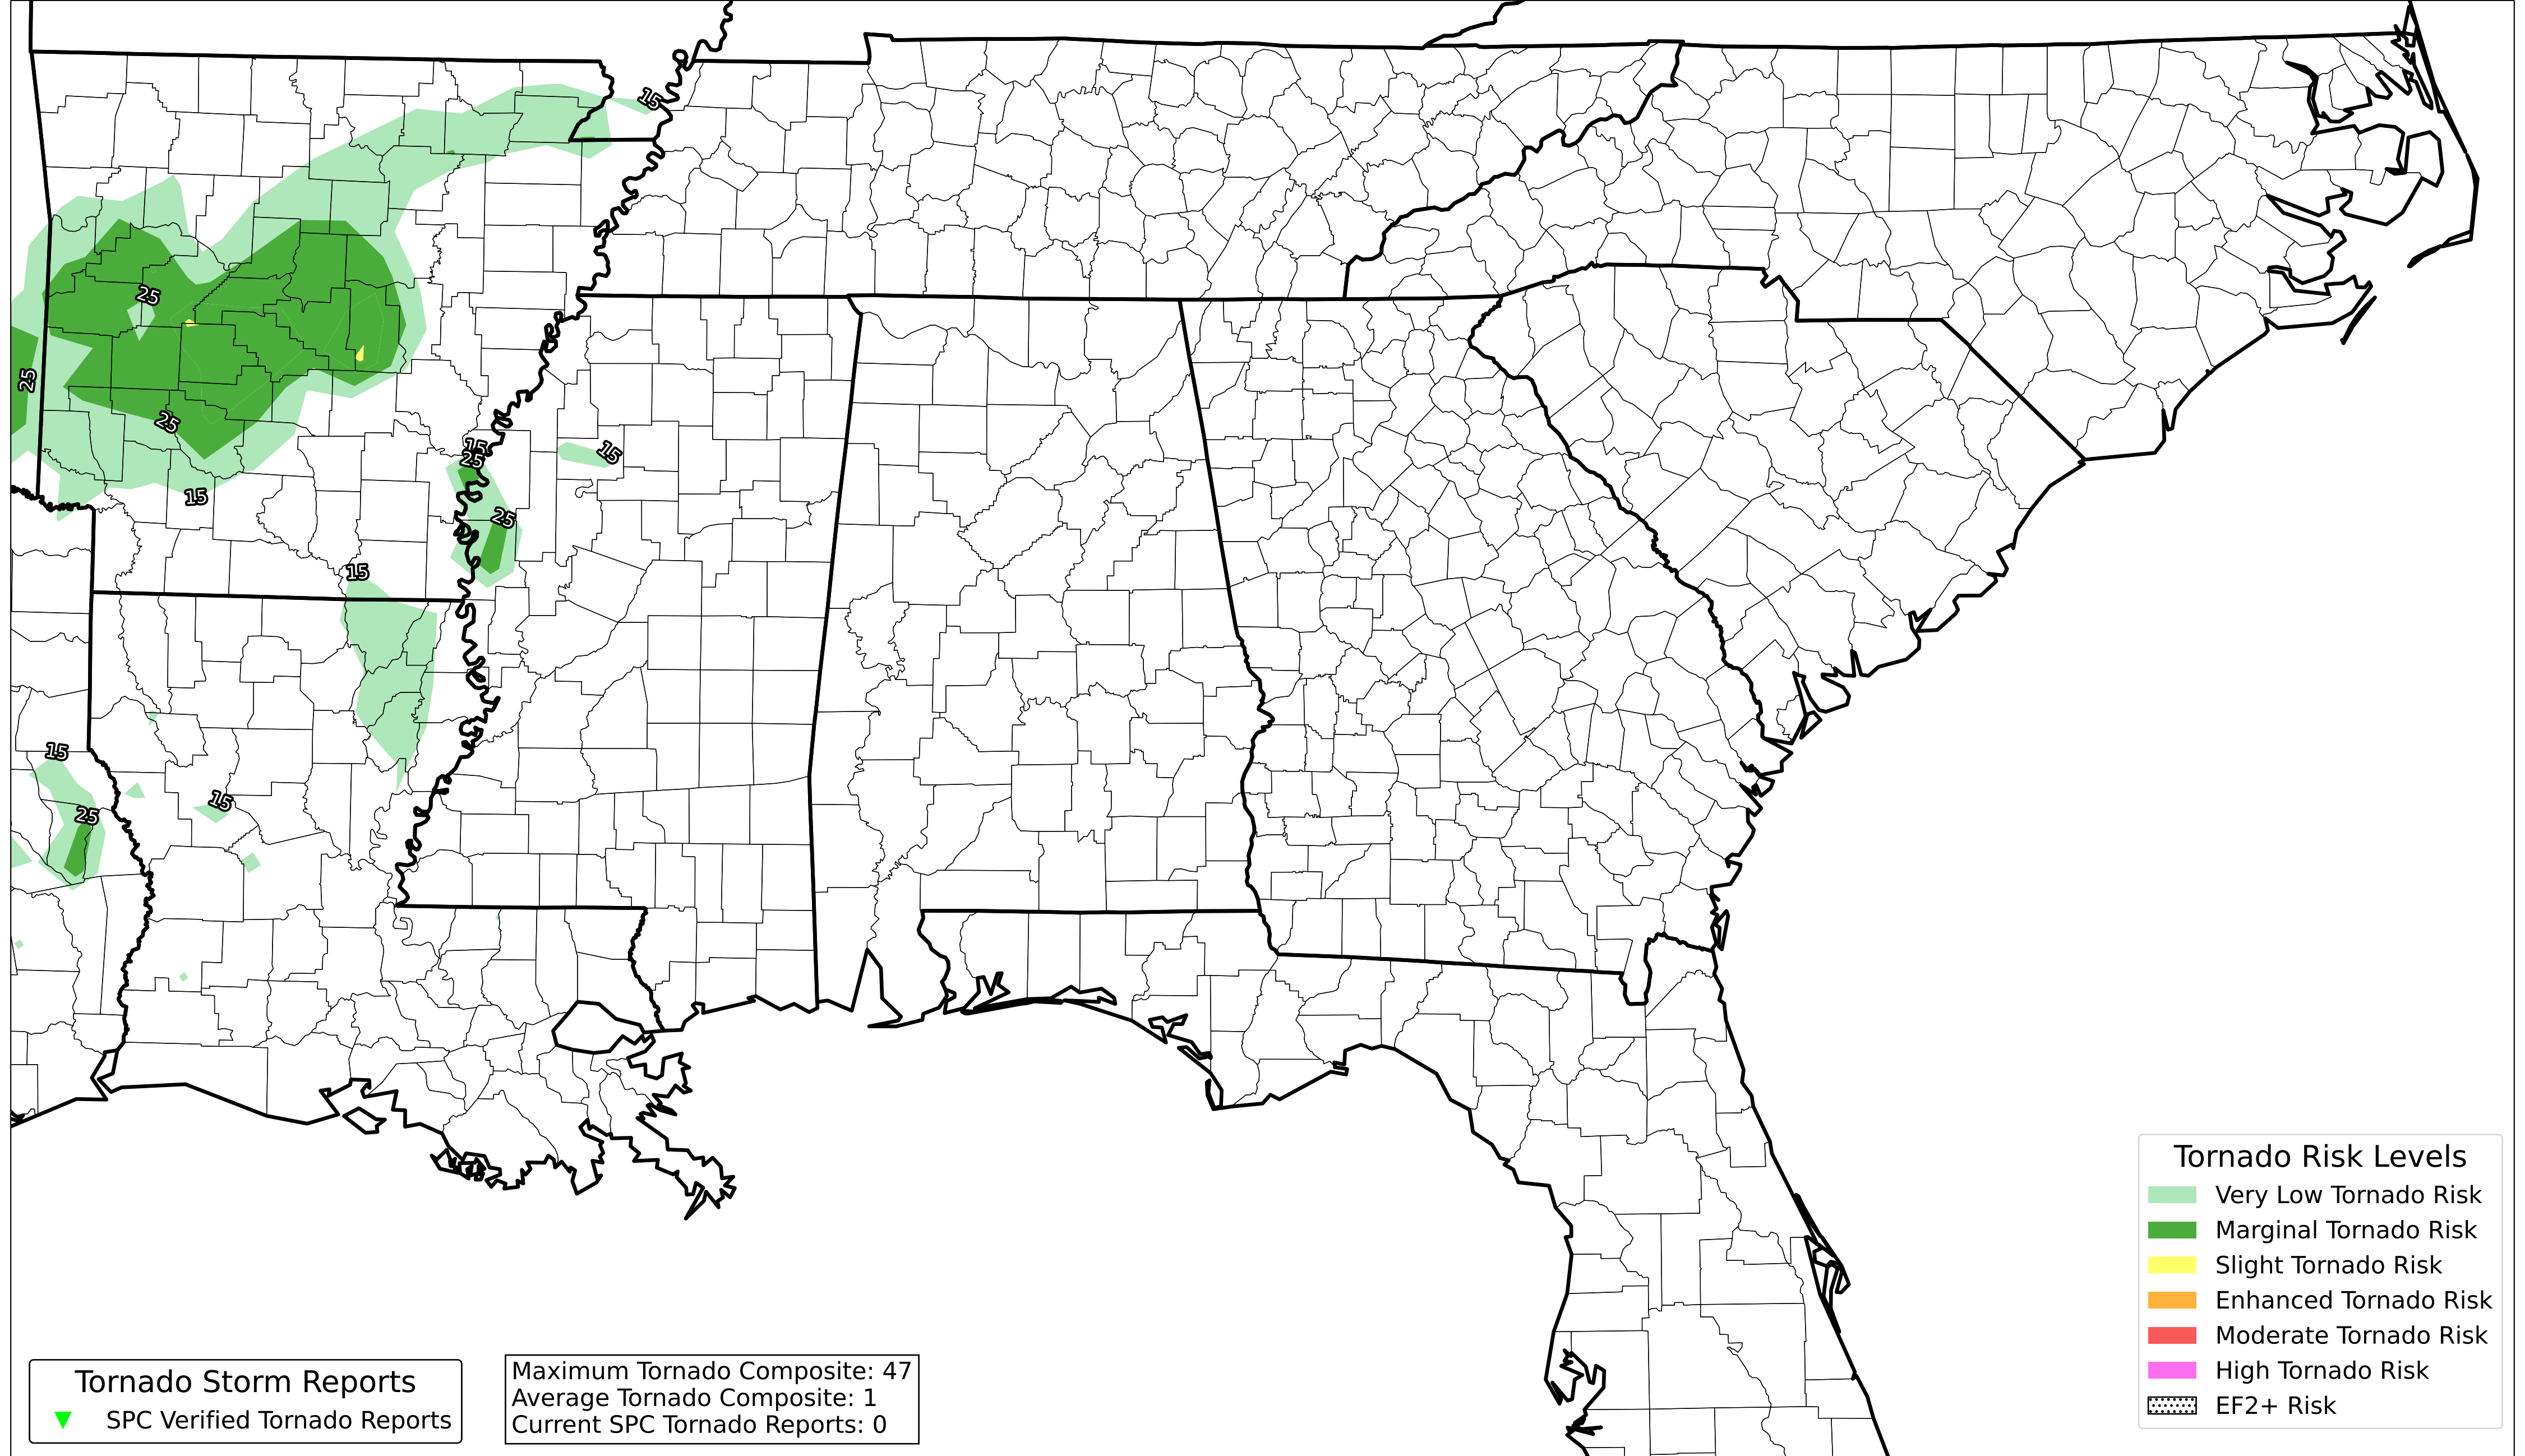 15
25
25
25
15
25
15
15
25
15
15
25
15
Tornado Risk Levels
Very Low Tornado Risk
Marginal Tornado Risk
Slight Tornado Risk
Enhanced Tornado Risk
Moderate Tornado Risk
High Tornado Risk
EF2+ Risk
Tornado Storm Reports
SPC Verified Tornado Reports
Maximum Tornado Composite: 47
Average Tornado Composite: 1
Current SPC Tornado Reports: 0